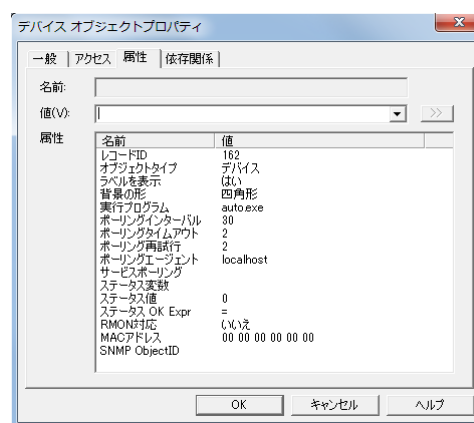 デバイス オブジェクトプロパティ
一般 アクセス 属性 依存関係
名前:
値(V): >>
属性
名前 値
レコードID 162
オブジェクトタイプ デバイス
ラベルを表示 はい
背景の形 四角形
実行プログラム auto.exe
ポーリングインターバル 30
ポーリングタイムアウト 2
ポーリング再試行 2
ポーリングエージェント localhost
サービスポーリング
ステータス変数
ステータス値 0
ステータス OK Expr =
RMON対応 いいえ
MACアドレス 00 00 00 00 00 00
SNMP ObjectID
OK キャンセル ヘルプ